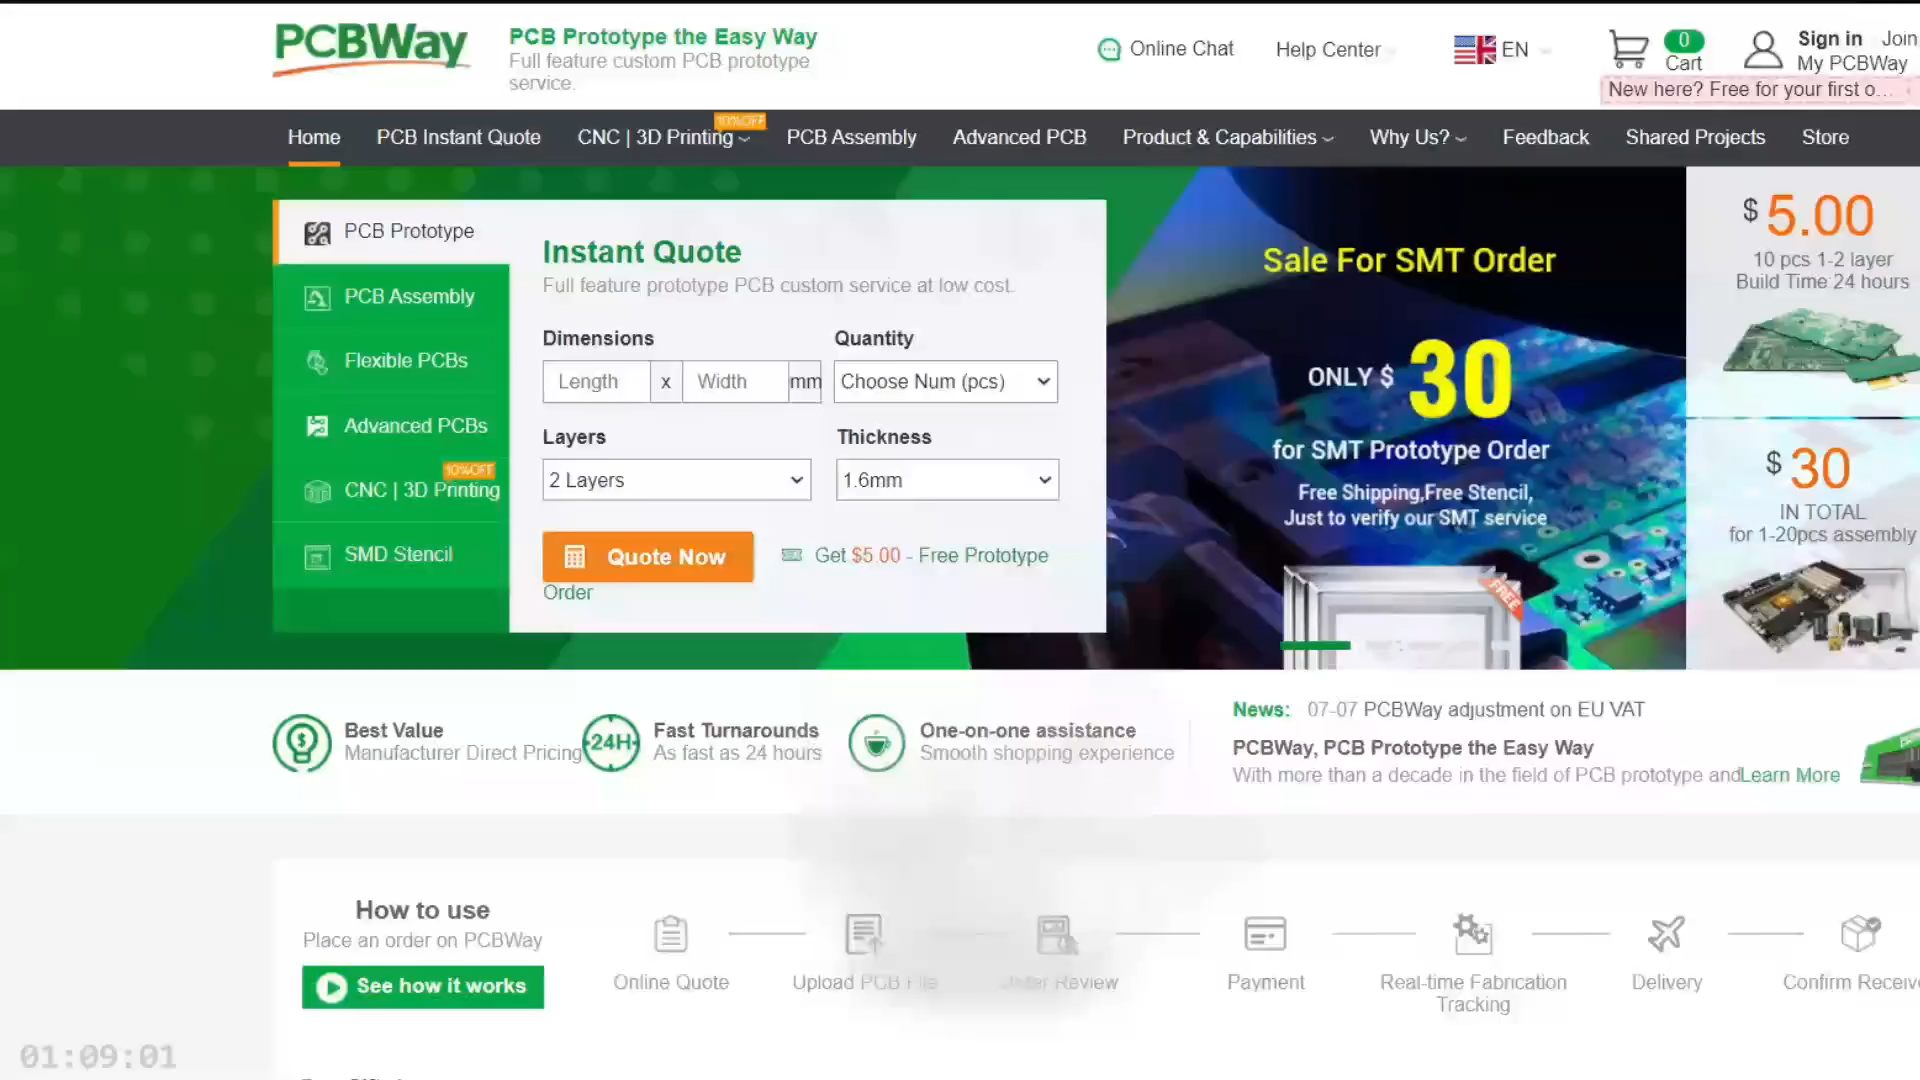 PCBWay
PCB Prototype the Easy Way
Full feature custom PCB prototype
service.
Online Chat
Help Center
EN
0
Cart
Sign in Join
My PCBWay
New here? Free for your first o...
Home
PCB Instant Quote
CNC | 3D Printing
10%OFF
PCB Assembly
Advanced PCB
Product & Capabilities
Why Us?
Feedback
Shared Projects
Store
PCB Prototype
PCB Assembly
Flexible PCBs
Advanced PCBs
10%OFF
CNC | 3D Printing
SMD Stencil
Instant Quote
Full feature prototype PCB custom service at low cost.
Dimensions
Quantity
Length x Width mm
Choose Num (pcs)
Layers
Thickness
2 Layers
1.6mm
Quote Now
Get $5.00 - Free Prototype
Order
Sale For SMT Order
ONLY $ 30
for SMT Prototype Order
Free Shipping,Free Stencil,
Just to verify our SMT service
FREE
$ 5.00
10 pcs 1-2 layer
Build Time 24 hours
$ 30
IN TOTAL
for 1-20pcs assembly
Best Value
Manufacturer Direct Pricing
24H
Fast Turnarounds
As fast as 24 hours
One-on-one assistance
Smooth shopping experience
News: 07-07 PCBWay adjustment on EU VAT
PCBWay, PCB Prototype the Easy Way
With more than a decade in the field of PCB prototype and Learn More
How to use
Place an order on PCBWay
See how it works
Online Quote
Upload PCB File
Review
Payment
Real-time Fabrication
Tracking
Delivery
Confirm Receive
01:09:01